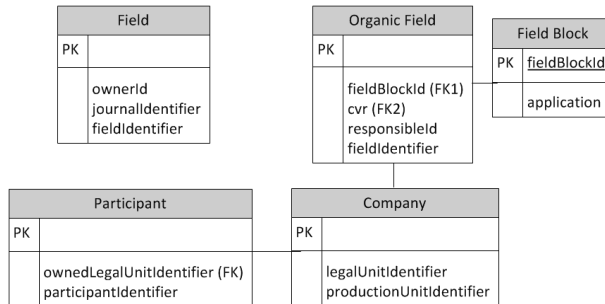 Field
PK
ownerId
journalIdentifier
fieldIdentifier
Organic Field
PK
fieldBlockId (FK1)
cvr (FK2)
responsibleId
fieldIdentifier
Field Block
PK fieldBlockId
application
Participant
PK
ownedLegalUnitIdentifier (FK)
participantIdentifier
Company
PK
legalUnitIdentifier
productionUnitIdentifier